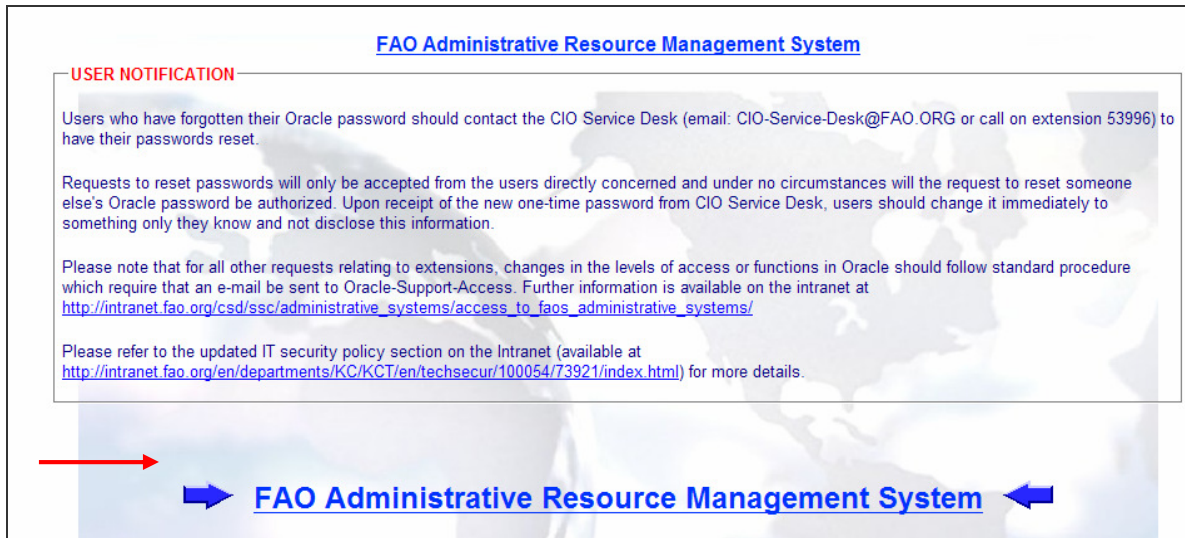 FAO Administrative Resource Management System
USER NOTIFICATION
Users who have forgotten their Oracle password should contact the CIO Service Desk (email: CIO-Service-Desk@FAO.ORG or call on extension 53996) to
have their passwords reset.
Requests to reset passwords will only be accepted from the users directly concerned and under no circumstances will the request to reset someone
else's Oracle password be authorized. Upon receipt of the new one-time password from CIO Service Desk, users should change it immediately to
something only they know and not disclose this information.
Please note that for all other requests relating to extensions, changes in the levels of access or functions in Oracle should follow standard procedure
which require that an e-mail be sent to Oracle-Support-Access. Further information is available on the intranet at
http://intranet.fao.org/csd/ssc/administrative_systems/access_to_faos_administrative_systems/
Please refer to the updated IT security policy section on the Intranet (available at
http://intranet.fao.org/en/departments/KC/KCT/en/techsecur/100054/73921/index.html) for more details.
FAO Administrative Resource Management System